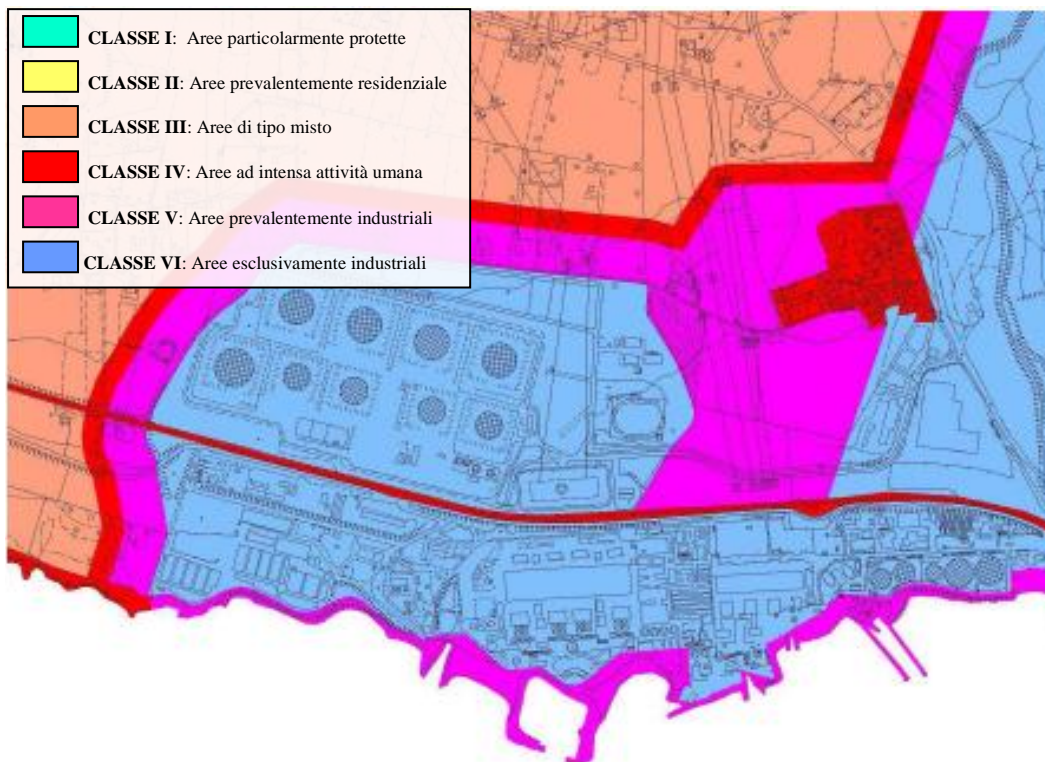 CLASSE I: Aree particolarmente protette
CLASSE II: Aree prevalentemente residenziale
CLASSE III: Aree di tipo misto
CLASSE IV: Aree ad intensa attività umana
CLASSE V: Aree prevalentemente industriali
CLASSE VI: Aree esclusivamente industriali